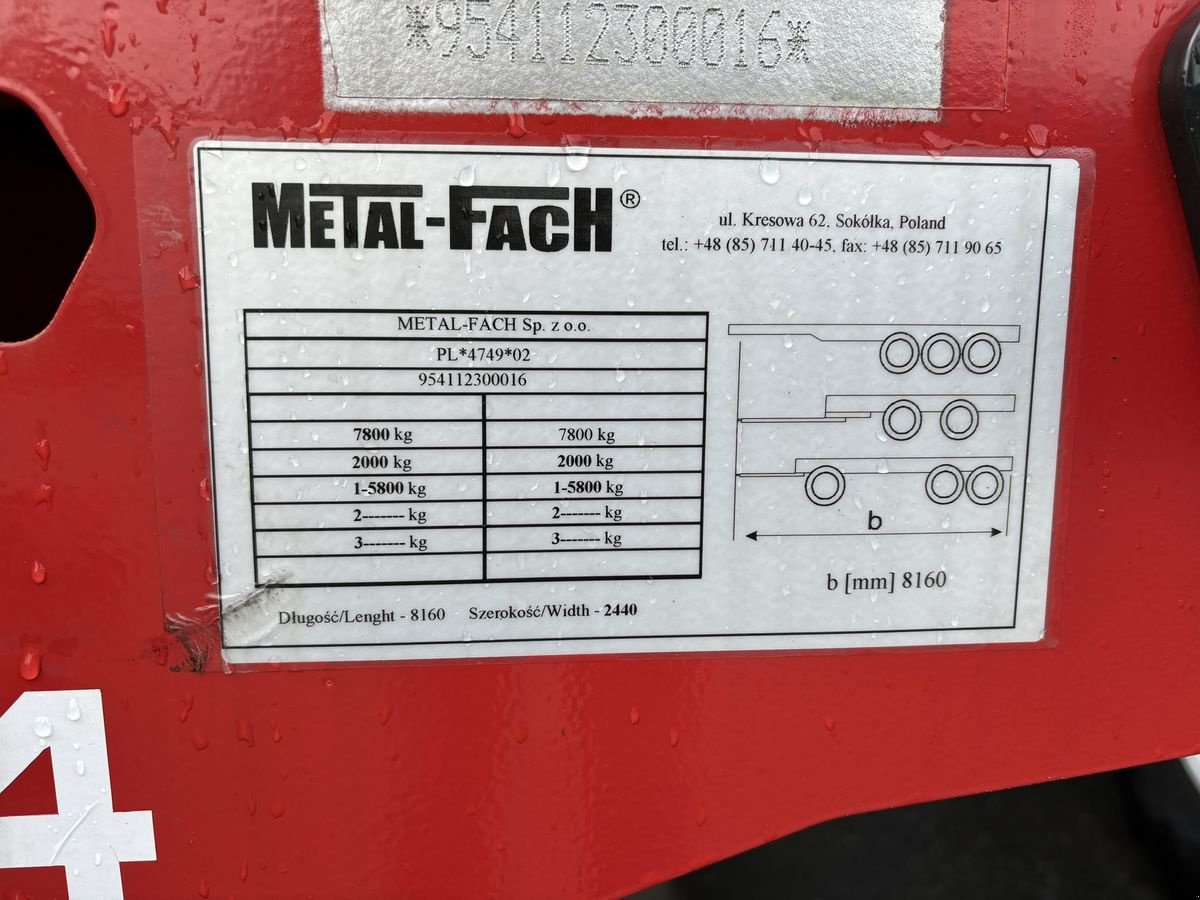 *954112300016*
METAL-FACH®
ul. Kresowa 62, Sokółka, Poland
tel.: +48 (85) 711 40-45, fax: +48 (85) 711 90 65
METAL-FACH Sp. z o.o.
PL*4749*02
954112300016
7800 kg 7800 kg
2000 kg 2000 kg
1-5800 kg 1-5800 kg
2------- kg 2------- kg
3------- kg 3------- kg
b
b [mm] 8160
Długość/Lenght - 8160 Szerokość/Width - 2440
4